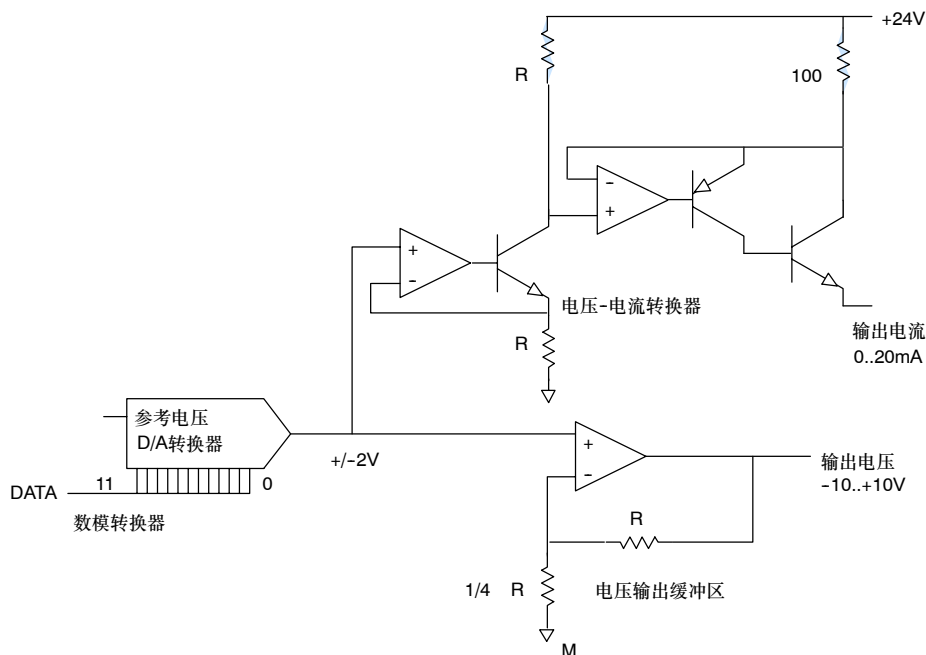 +24V
R
100
-
+
+
-
电压-电流转换器
R
输出电流
0..20mA
参考电压
D/A转换器
+
+/-2V
-
输出电压
-10..+10V
DATA
11
0
数模转换器
R
1/4 R
电压输出缓冲区
M